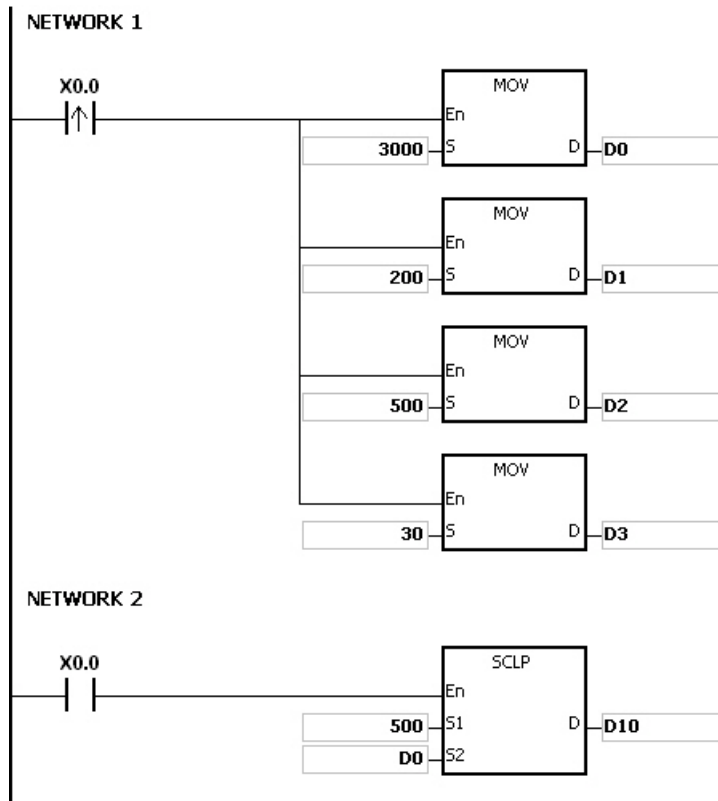 NETWORK 1
X0.0
MOV
En
3000 S D D0
MOV
En
200 S D D1
MOV
En
500 S D D2
MOV
En
30 S D D3
NETWORK 2
X0.0
SCLP
En
500 S1 D D10
D0 S2